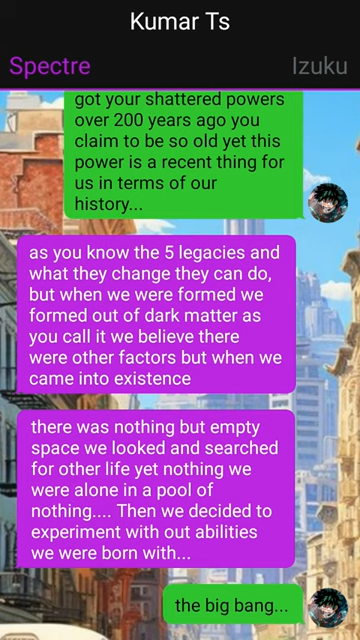 Kumar Ts
Spectre
Izuku
got your shattered powers
over 200 years ago you
claim to be so old yet this
power is a recent thing for
us in terms of our
history...
as you know the 5 legacies and
what they change they can do,
but when we were formed we
formed out of dark matter as
you call it we believe there
were other factors but when we
came into existence
there was nothing but empty
space we looked and searched
for other life yet nothing we
were alone in a pool of
nothing.... Then we decided to
experiment with out abilities
we were born with...
the big bang...